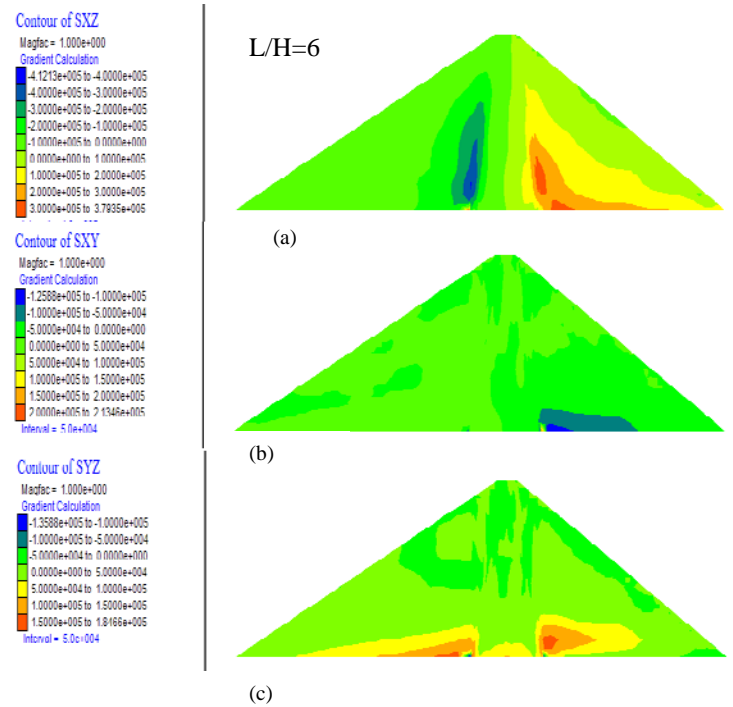 Contour of SXZ
Magfac = 1.000e+000
Gradient Calculation
-4.1213e+005 to -4.0000e+005
-4.0000e+005 to -3.0000e+005
-3.0000e+005 to -2.0000e+005
-2.0000e+005 to -1.0000e+005
-1.0000e+005 to 0.0000e+000
0.0000e+000 to 1.0000e+005
1.0000e+005 to 2.0000e+005
2.0000e+005 to 3.0000e+005
3.0000e+005 to 3.7935e+005
L/H=6
(a)
Contour of SXY
Magfac = 1.000e+000
Gradient Calculation
-1.2588e+005 to -1.0000e+005
-1.0000e+005 to -5.0000e+004
-5.0000e+004 to 0.0000e+000
0.0000e+000 to 5.0000e+004
5.0000e+004 to 1.0000e+005
1.0000e+005 to 1.5000e+005
1.5000e+005 to 2.0000e+005
2.0000e+005 to 2.1346e+005
Interval = 5.0e+004
(b)
Contour of SYZ
Magfac = 1.000e+000
Gradient Calculation
-1.3588e+005 to -1.0000e+005
-1.0000e+005 to -5.0000e+004
-5.0000e+004 to 0.0000e+000
0.0000e+000 to 5.0000e+004
5.0000e+004 to 1.0000e+005
1.0000e+005 to 1.5000e+005
1.5000e+005 to 1.8466e+005
Interval = 5.0e+004
(c)